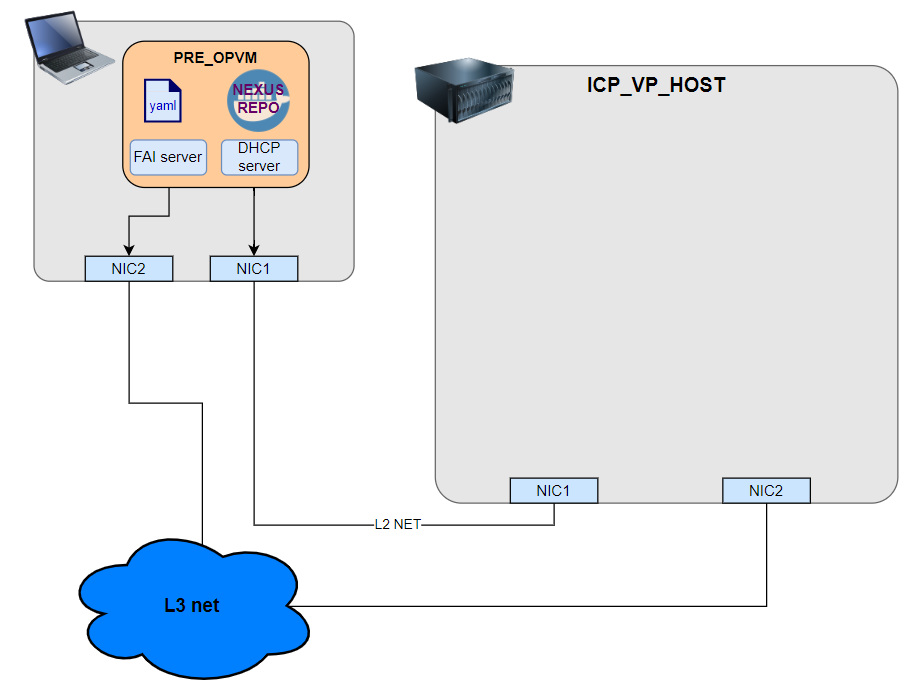 PRE_OPVM
yaml
NEXUS
REPO
FAI server
DHCP
server
NIC2
NIC1
ICP_VP_HOST
NIC1
NIC2
L2 NET
L3 net